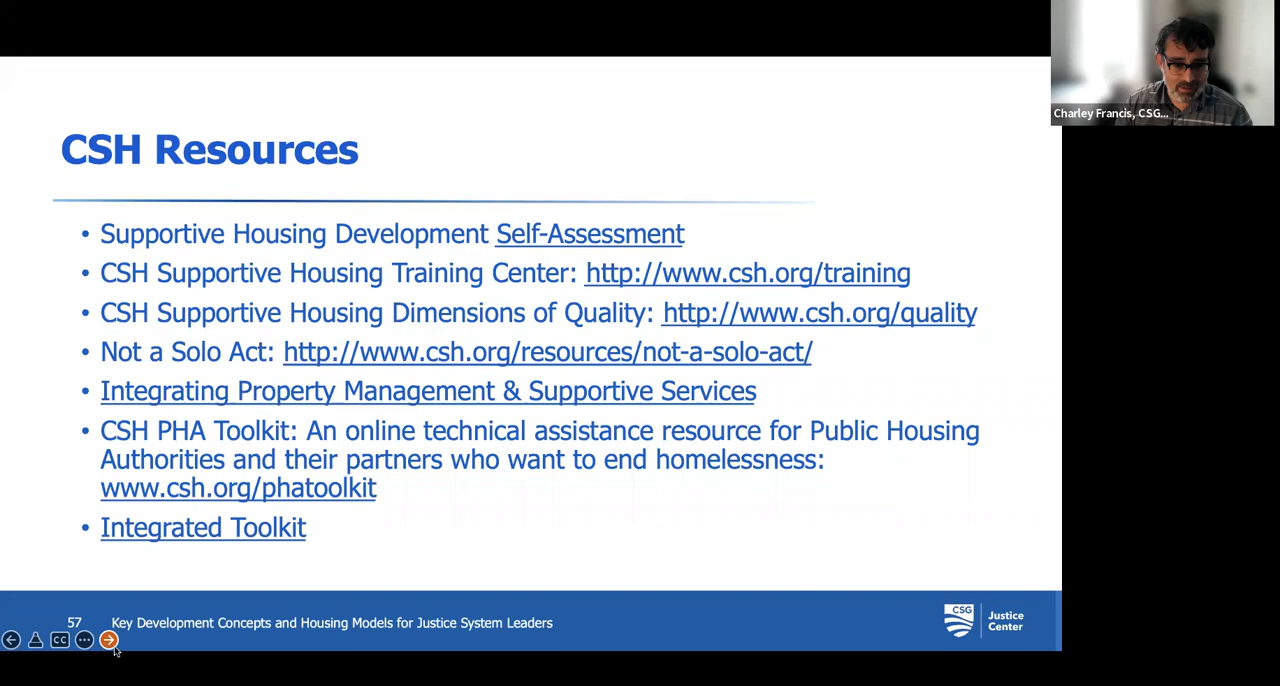 Charley Francis, CSG...
CSH Resources
• Supportive Housing Development Self-Assessment
• CSH Supportive Housing Training Center: http://www.csh.org/training
• CSH Supportive Housing Dimensions of Quality: http://www.csh.org/quality
• Not a Solo Act: http://www.csh.org/resources/not-a-solo-act/
• Integrating Property Management & Supportive Services
• CSH PHA Toolkit: An online technical assistance resource for Public Housing
Authorities and their partners who want to end homelessness:
www.csh.org/phatoolkit
• Integrated Toolkit
57 Key Development Concepts and Housing Models for Justice System Leaders
CSG Justice
Center
CC